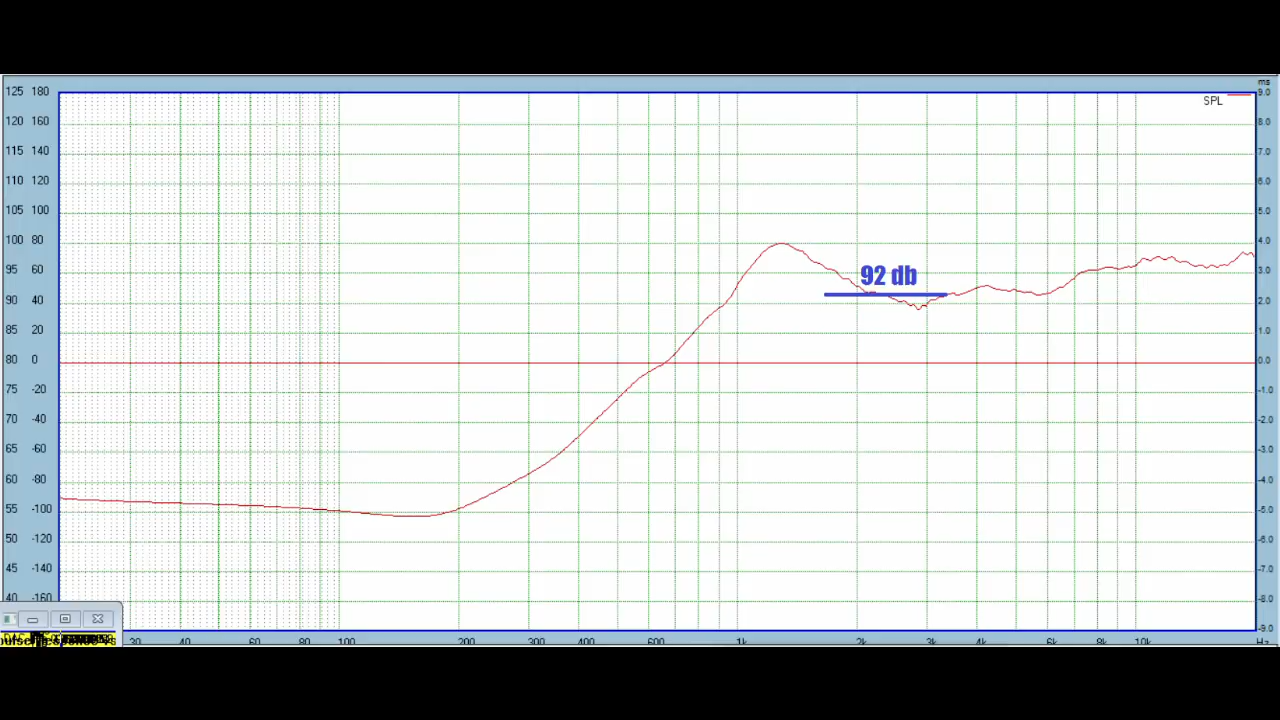 ms
125 180 9.0
SPL
120 160 8.0
115 140 7.0
110 120 6.0
105 100 5.0
100 80 4.0
95 60 3.0
92 db
90 40 2.0
85 20 1.0
80 0 0.0
75 -20 -1.0
70 -40 -2.0
65 -60 -3.0
60 -80 -4.0
55 -100 -5.0
50 -120 -6.0
45 -140 -7.0
40 -160 -8.0
-9.0
30 40 60 80 100 200 300 400 600 1k 2k 3k 4k 6k 8k 10k Hz